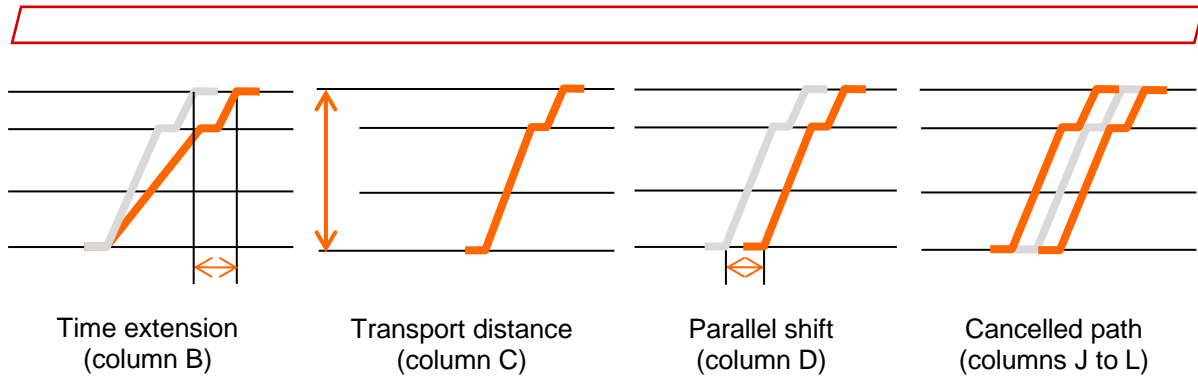 Time extension
(column B)
Transport distance
(column C)
Parallel shift
(column D)
Cancelled path
(columns J to L)